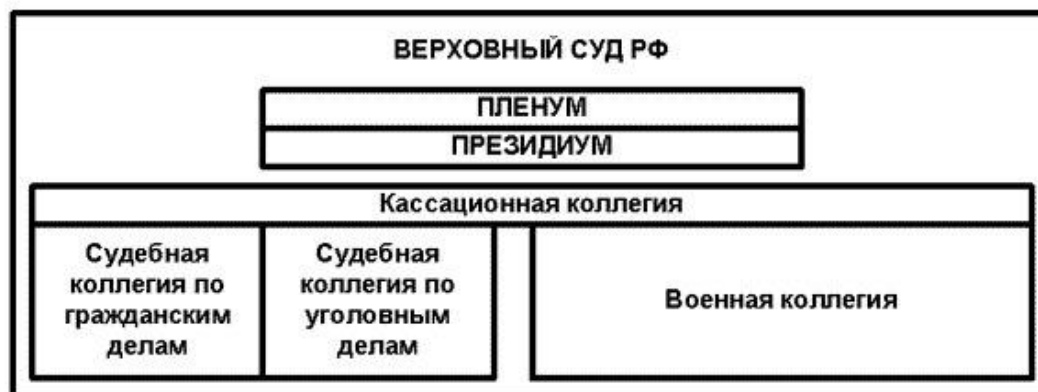 ВЕРХОВНЫЙ СУД РФ
ПЛЕНУМ
ПРЕЗИДИУМ
Кассационная коллегия
Судебная
коллегия по
гражданским
делам
Судебная
коллегия по
уголовным
делам
Военная коллегия